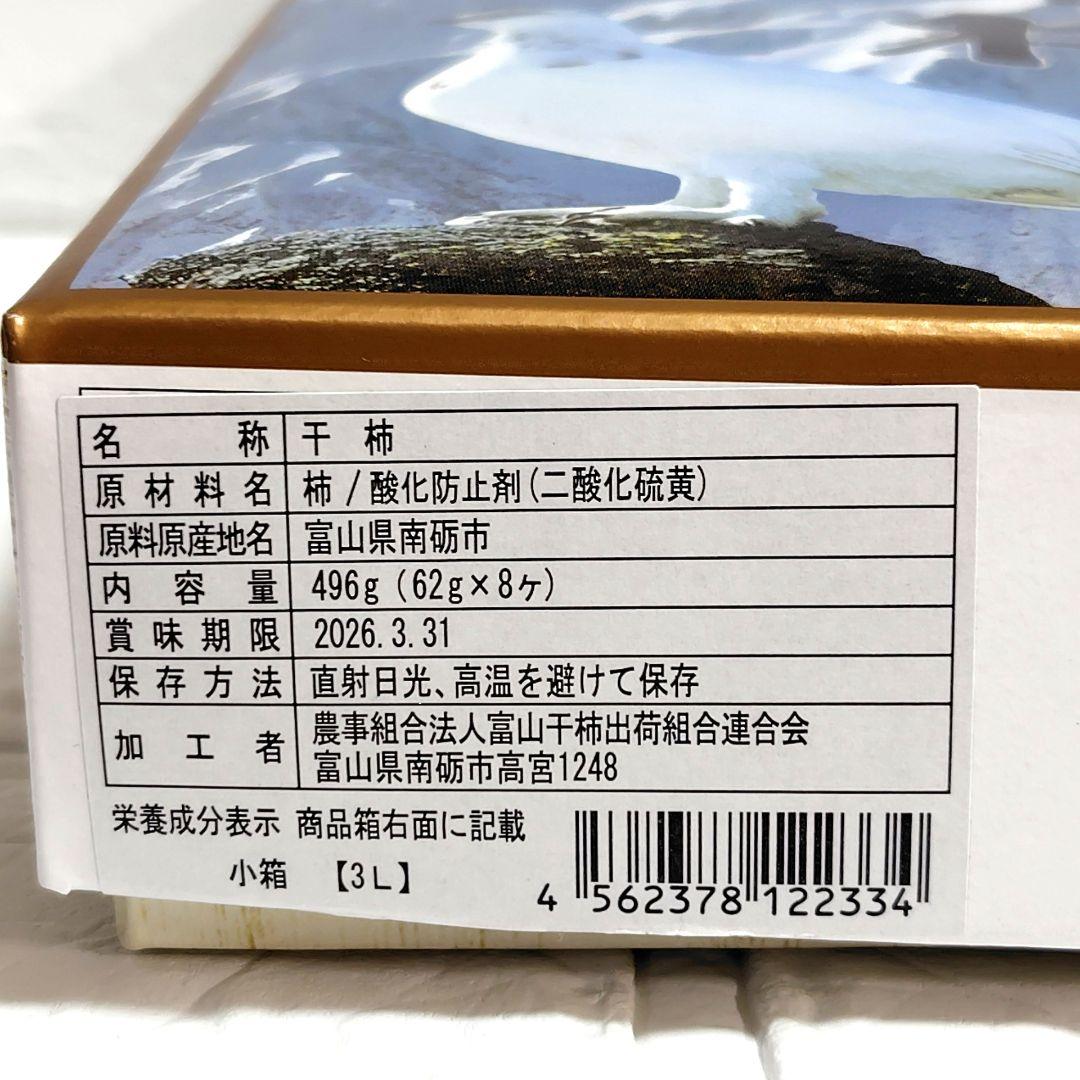 名称 干柿
原材料名 柿/酸化防止剤(二酸化硫黄)
原料原産地名 富山県南砺市
内容量 496g(62g×8ヶ)
賞味期限 2026.3.31
保存方法 直射日光、高温を避けて保存
加工者 農事組合法人富山干柿出荷組合連合会
富山県南砺市高宮1248
栄養成分表示 商品箱右面に記載
小箱 【3L】
4 562378 122334